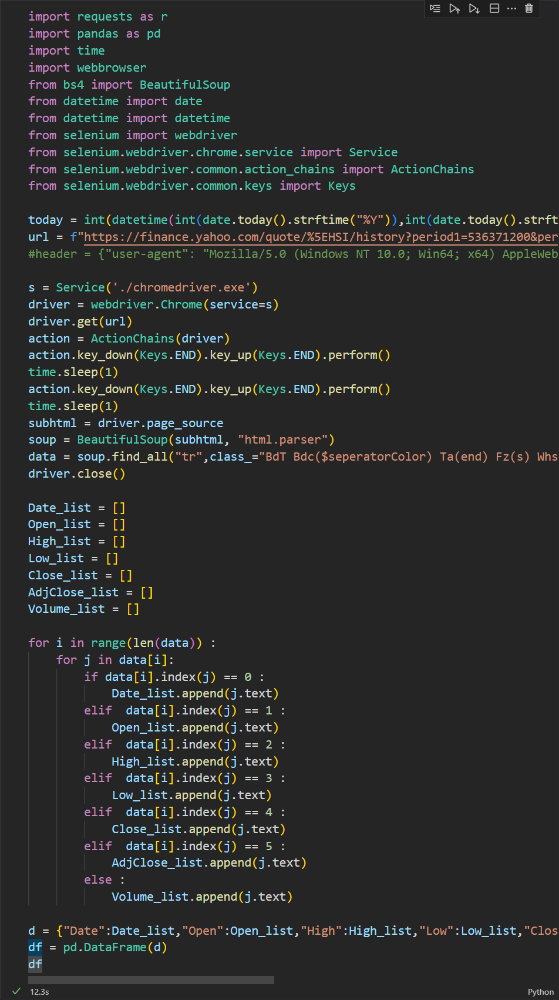 import requests as r
import pandas as pd
import time
import webbrowser
from bs4 import BeautifulSoup
from datetime import date
from datetime import datetime
from selenium import webdriver
from selenium.webdriver.chrome.service import Service
from selenium.webdriver.common.action_chains import ActionChains
from selenium.webdriver.common.keys import Keys
today = int(datetime(int(date.today().strftime("%Y")),int(date.today().strft
url = f"https://finance.yahoo.com/quote/%5EHSI/history?period1=536371200&per
#header = {"user-agent": "Mozilla/5.0 (Windows NT 10.0; Win64; x64) AppleWeb
s = Service('./chromedriver.exe')
driver = webdriver.Chrome(service=s)
driver.get(url)
action = ActionChains(driver)
action.key_down(Keys.END).key_up(Keys.END).perform()
time.sleep(1)
action.key_down(Keys.END).key_up(Keys.END).perform()
time.sleep(1)
subhtml = driver.page_source
soup = BeautifulSoup(subhtml, "html.parser")
data = soup.find_all("tr",class_="BdT Bdc($seperatorColor) Ta(end) Fz(s) Whs
driver.close()
Date_list = []
Open_list = []
High_list = []
Low_list = []
Close_list = []
AdjClose_list = []
Volume_list = []
for i in range(len(data)) :
    for j in data[i]:
        if data[i].index(j) == 0 :
            Date_list.append(j.text)
        elif  data[i].index(j) == 1 :
            Open_list.append(j.text)
        elif  data[i].index(j) == 2 :
            High_list.append(j.text)
        elif  data[i].index(j) == 3 :
            Low_list.append(j.text)
        elif  data[i].index(j) == 4 :
            Close_list.append(j.text)
        elif  data[i].index(j) == 5 :
            AdjClose_list.append(j.text)
        else :
            Volume_list.append(j.text)
d = {"Date":Date_list,"Open":Open_list,"High":High_list,"Low":Low_list,"Clos
df = pd.DataFrame(d)
df
12.3s
Python